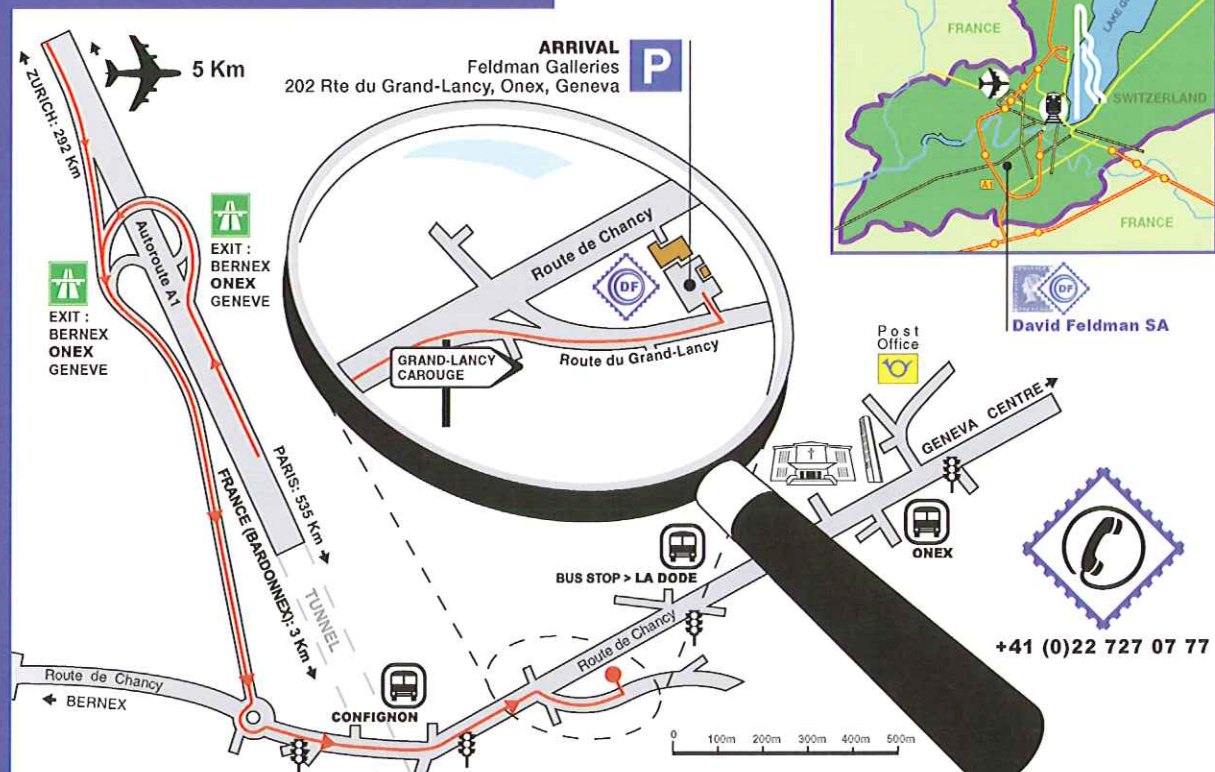 5 Km
ZURICH: 292 Km
ARRIVAL
Feldman Galleries
202 Rte du Grand-Lancy, Onex, Geneva
P
EXIT :
BERNEX
ONEX
GENEVE
EXIT :
BERNEX
ONEX
GENEVE
Autoroute A1
PARIS: 535 Km
FRANCE (BARDONNEX): 3 Km
TUNNEL
Route de Chancy
DF
Route du Grand-Lancy
GRAND-LANCY
CAROUGE
FRANCE
SWITZERLAND
A1
FRANCE
DF
David Feldman SA
Post
Office
GENEVA CENTRE
ONEX
BUS STOP > LA DODE
Route de Chancy
Route de Chancy
BERNEX
CONFIGNON
0 100m 200m 300m 400m 500m
+41 (0)22 727 07 77